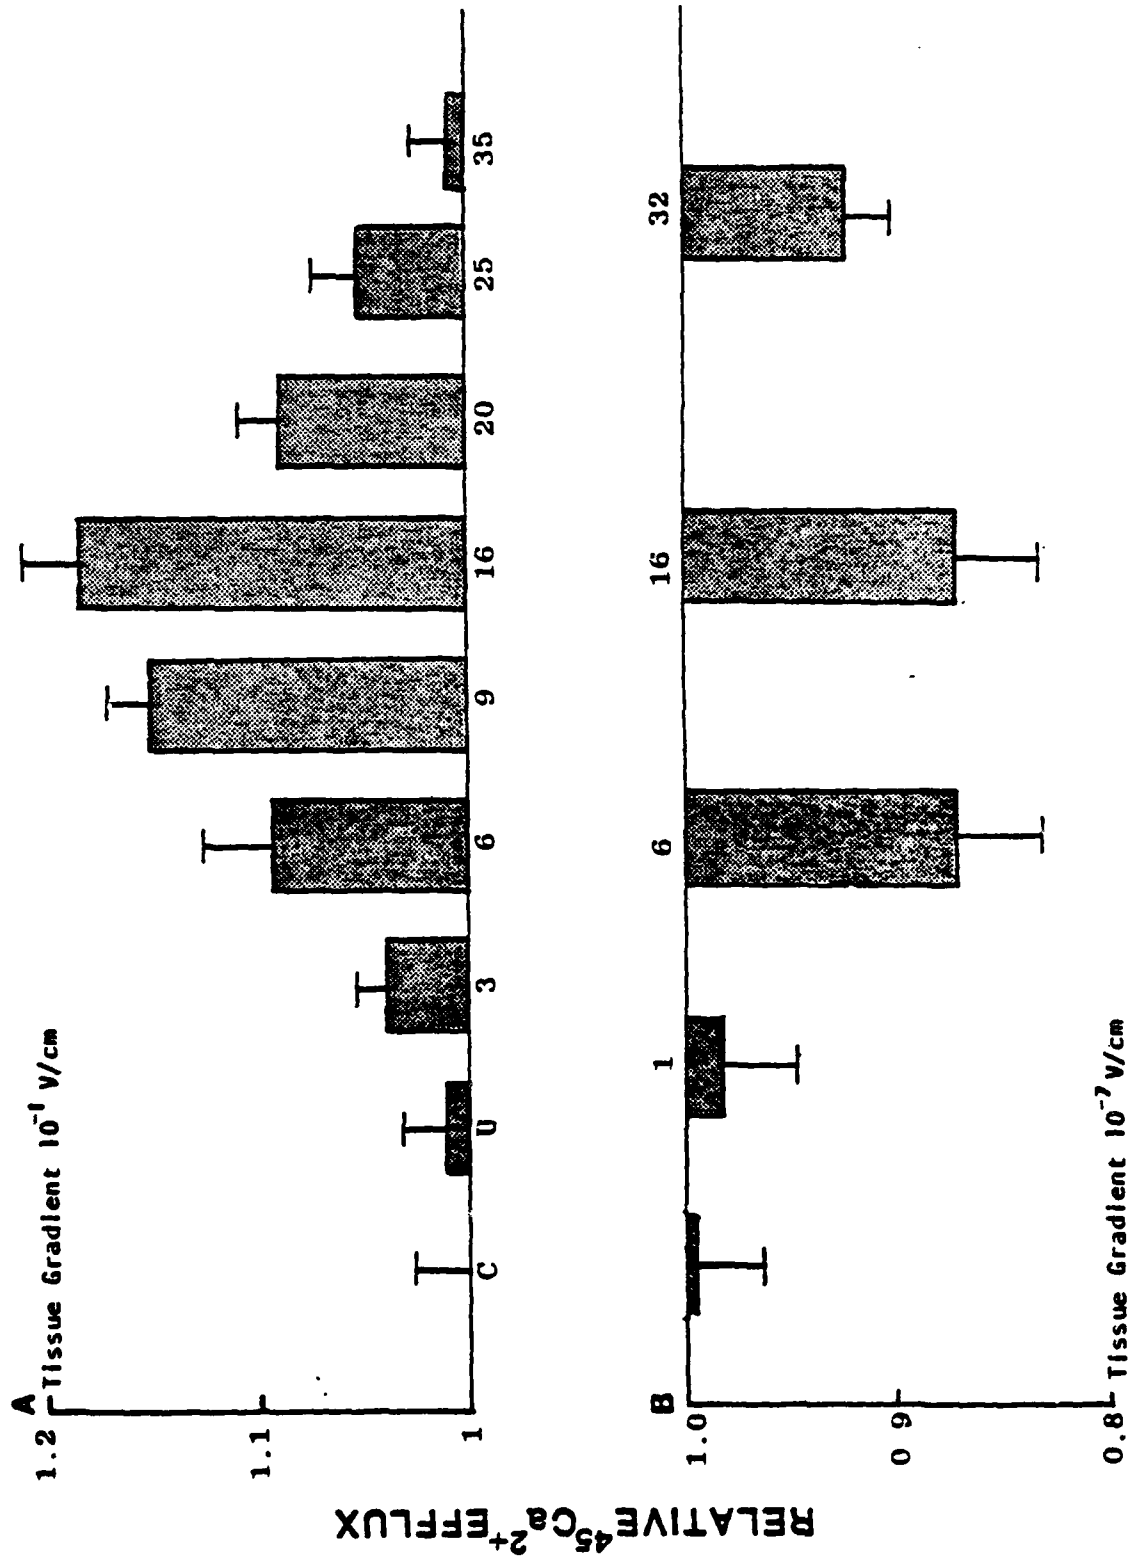 A
Tissue Gradient 10⁻¹ V/cm
1.2
1.1
1
C U 3 6 9 16 20 25 35
RELATIVE ⁴⁵Ca²⁺ EFFLUX
B
1 6 16 32
1.0
0 9
0.8
Tissue Gradient 10⁻⁷ V/cm